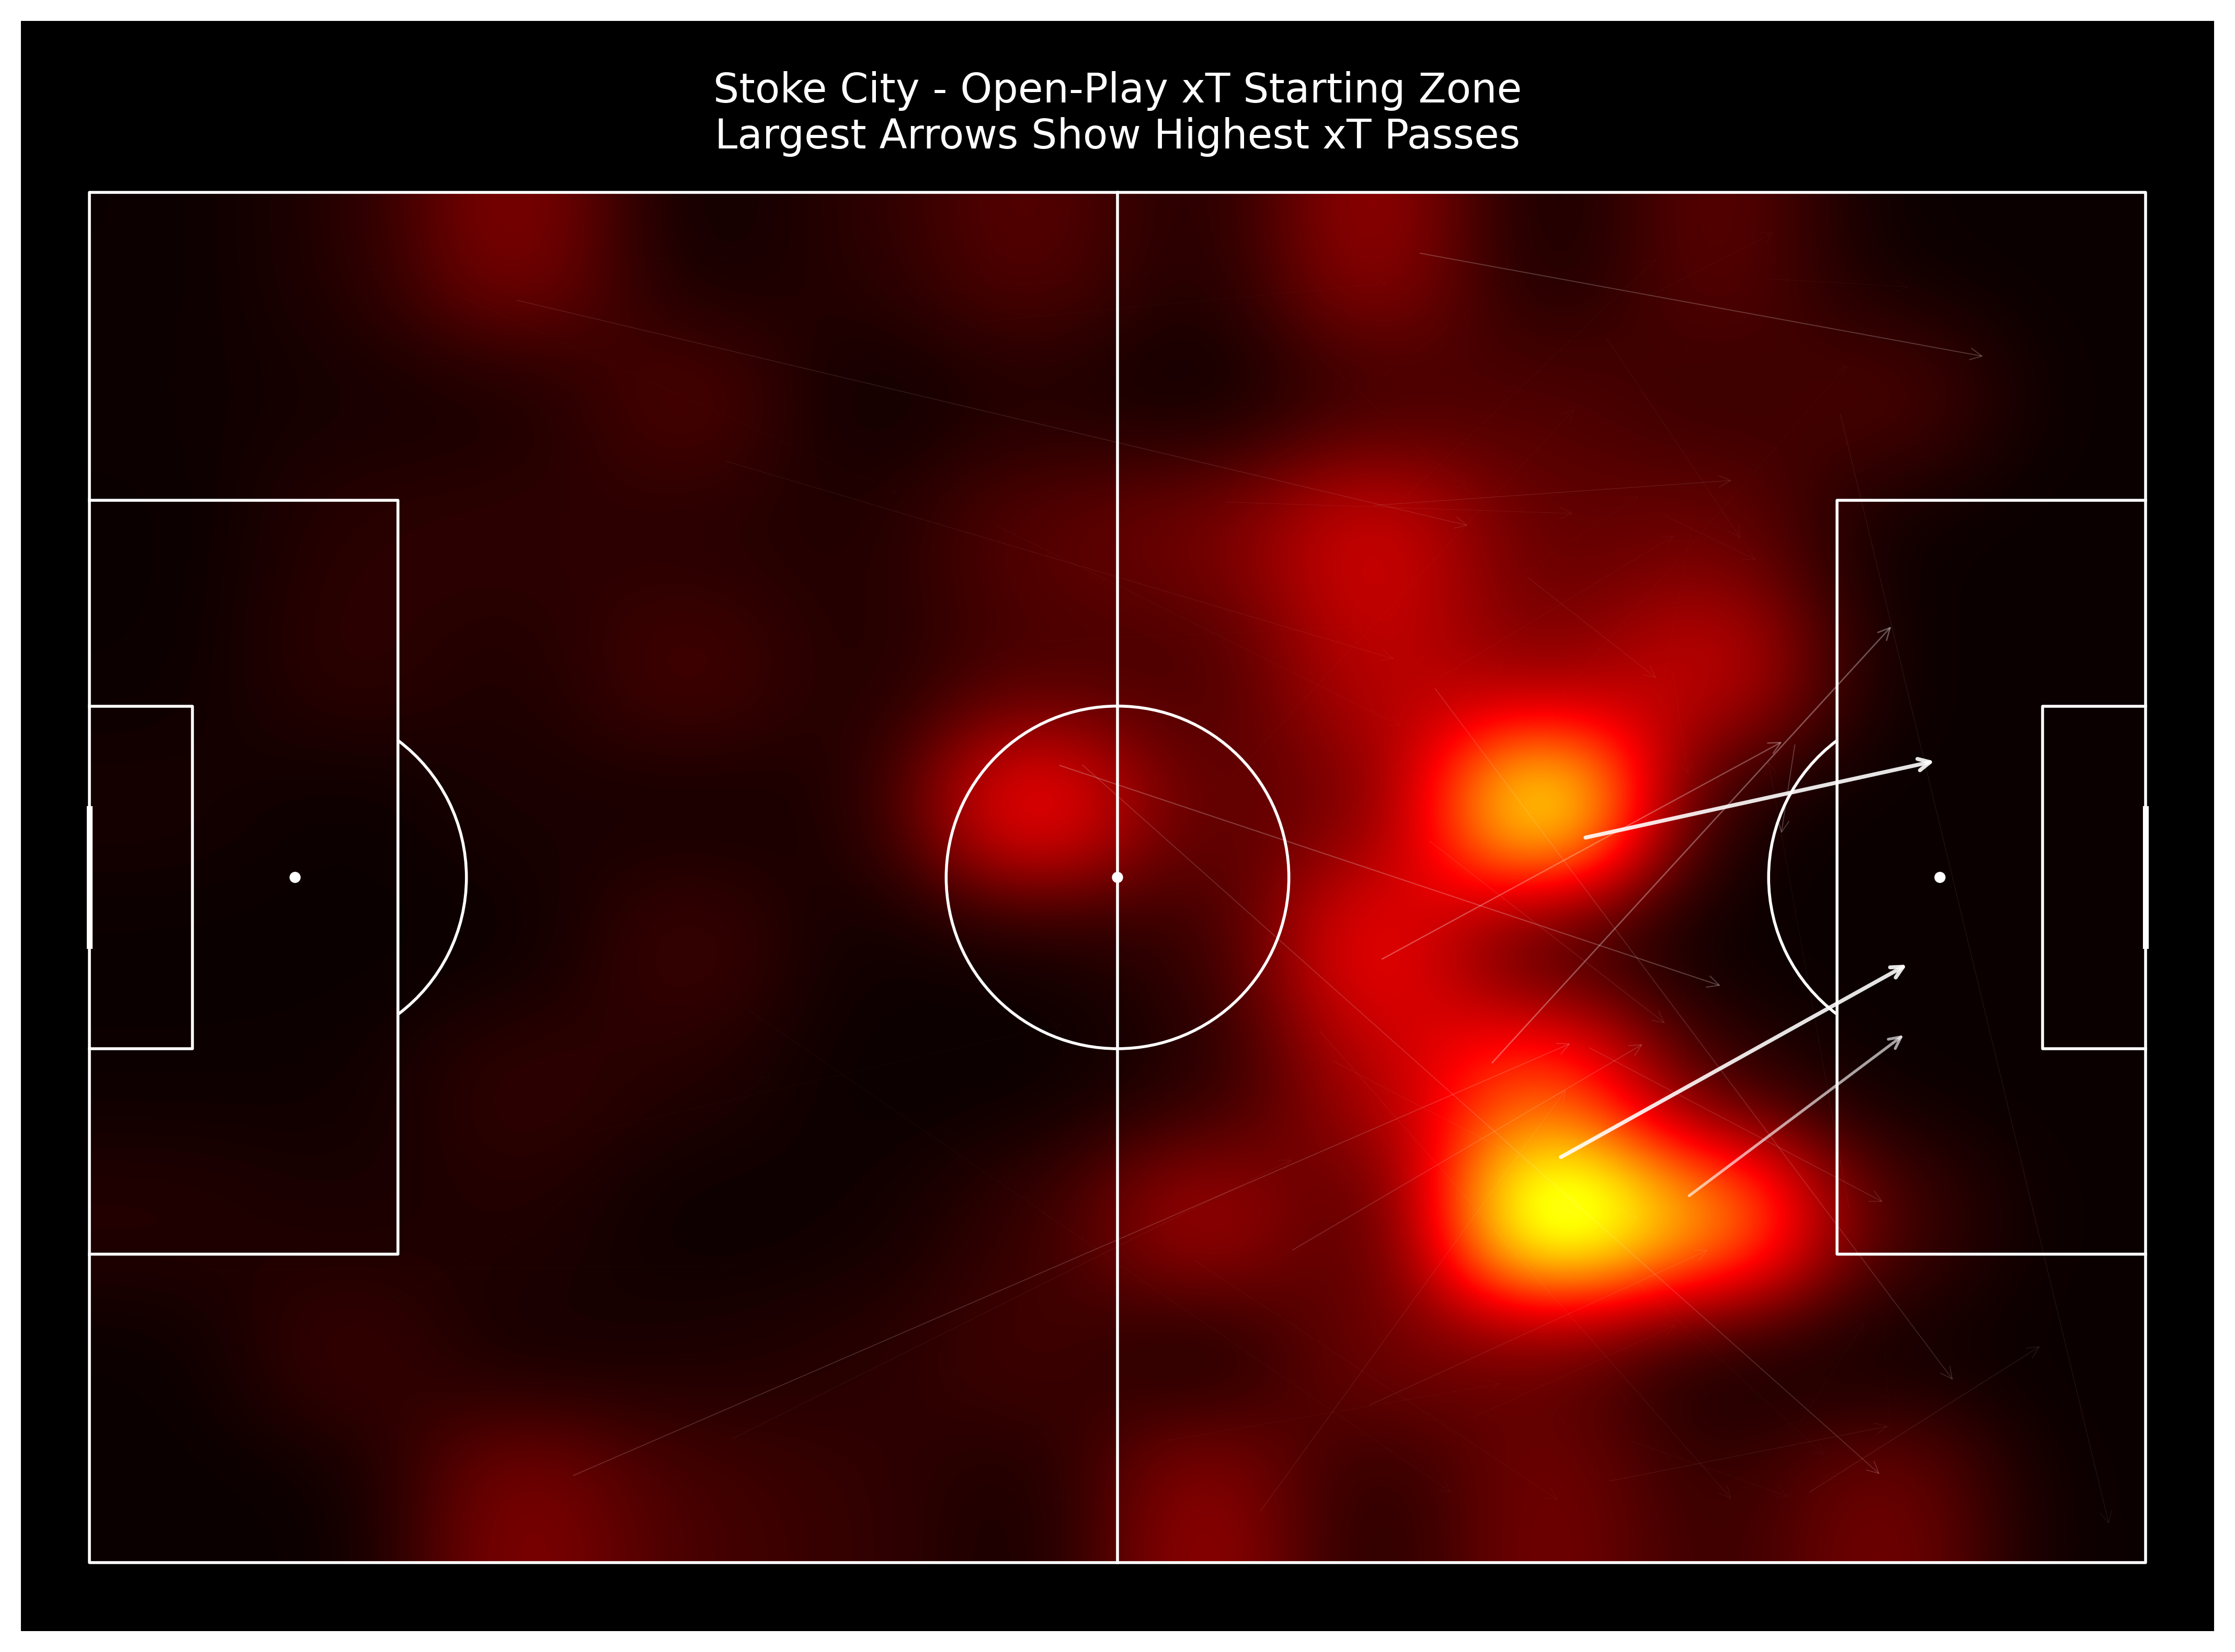 Stoke City - Open-Play xT Starting Zone
Largest Arrows Show Highest xT Passes